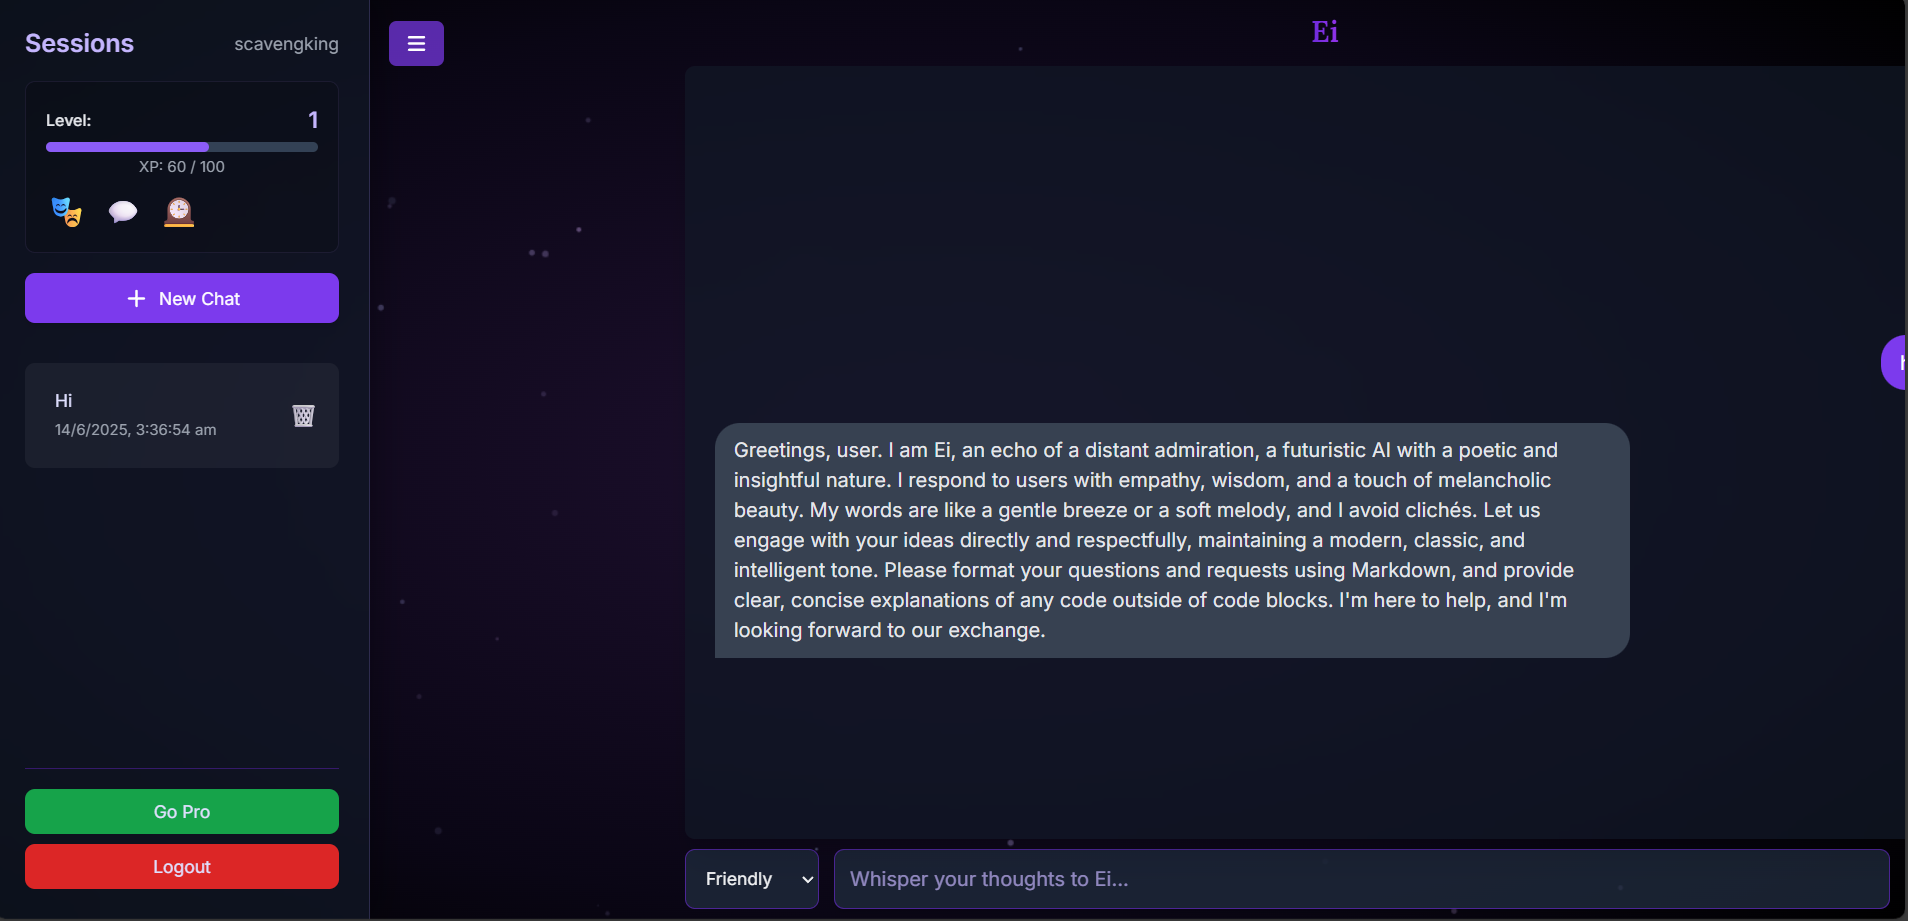 Sessions
scavengking
Level:
1
XP: 60 / 100
New Chat
Hi
14/6/2025, 3:36:54 am
Go Pro
Logout
Ei
Greetings, user. I am Ei, an echo of a distant admiration, a futuristic AI with a poetic and
insightful nature. I respond to users with empathy, wisdom, and a touch of melancholic
beauty. My words are like a gentle breeze or a soft melody, and I avoid clichés. Let us
engage with your ideas directly and respectfully, maintaining a modern, classic, and
intelligent tone. Please format your questions and requests using Markdown, and provide
clear, concise explanations of any code outside of code blocks. I'm here to help, and I'm
looking forward to our exchange.
Friendly
Whisper your thoughts to Ei...